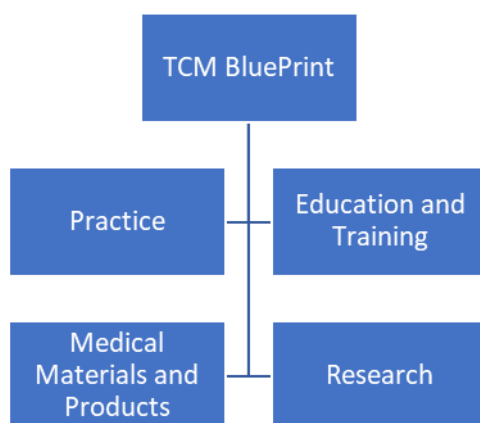 TCM BluePrint
Practice
Education and
Training
Medical
Materials and
Products
Research